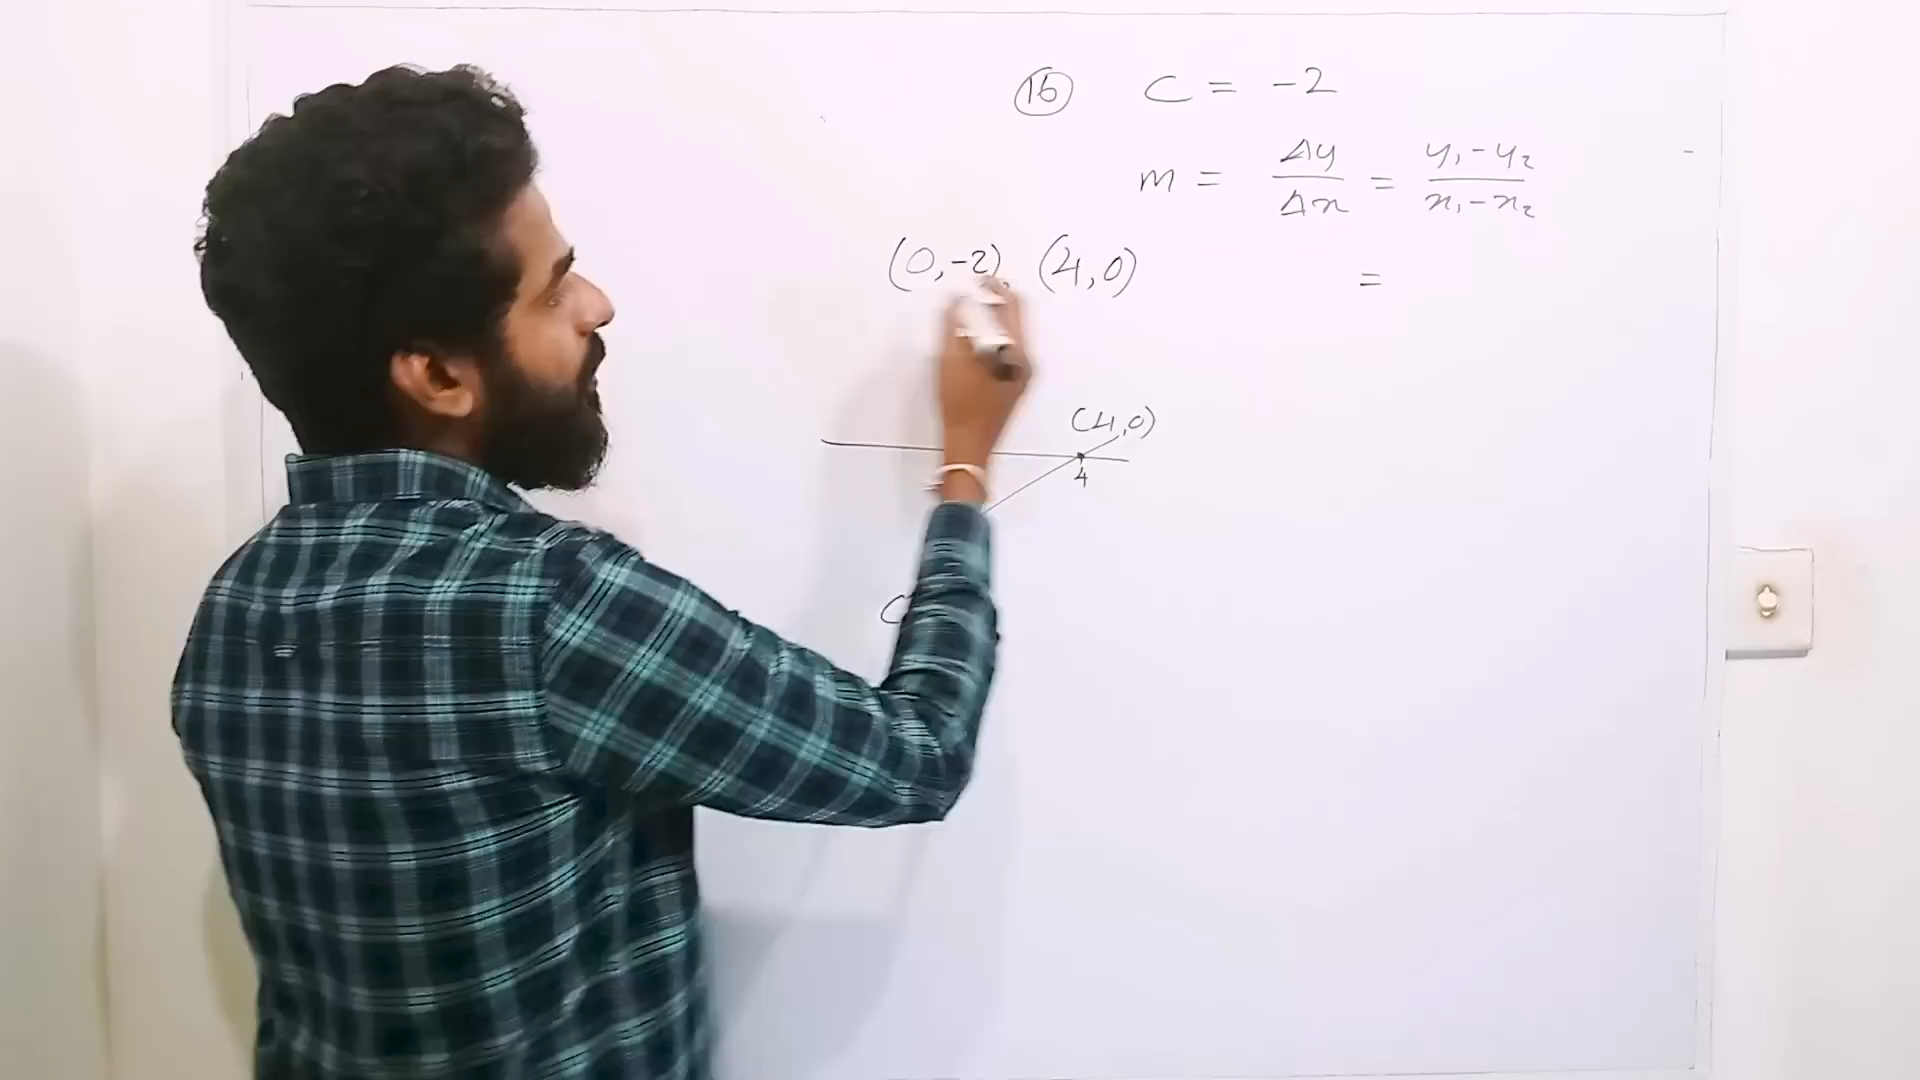 16 C = -2
m = Δy/Δx = y₁-y₂/x₁-x₂
(0,-2), (4,0) =
(4,0)
4